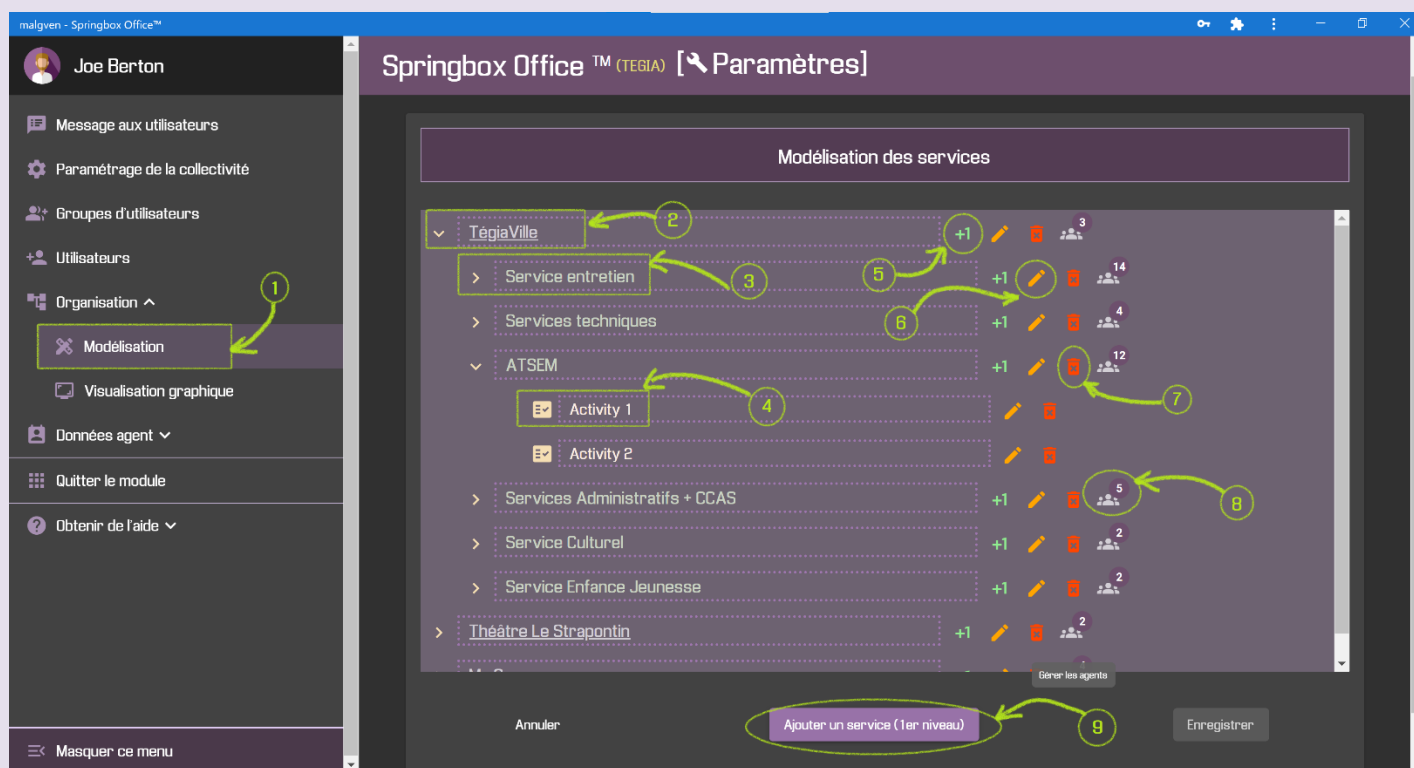 malgven - Springbox Office™
Joe Berton
Springbox Office ™ (TEGIA) [Paramètres]
Message aux utilisateurs
Paramétrage de la collectivité
Groupes d'utilisateurs
Utilisateurs
Organisation
Modélisation
Visualisation graphique
Données agent
Quitter le module
Obtenir de l'aide
Masquer ce menu
1
Modélisation des services
TégiaVille +1 3
2
5
Service entretien +1 14
3
6
Services techniques +1 4
ATSEM +1 12
7
Activity 1
4
Activity 2
Services Administratifs + CCAS +1 5
8
Service Culturel +1 2
Service Enfance Jeunesse +1 2
Théâtre Le Strapontin +1 2
Gérer les agents
Annuler
Ajouter un service (1er niveau)
9
Enregistrer